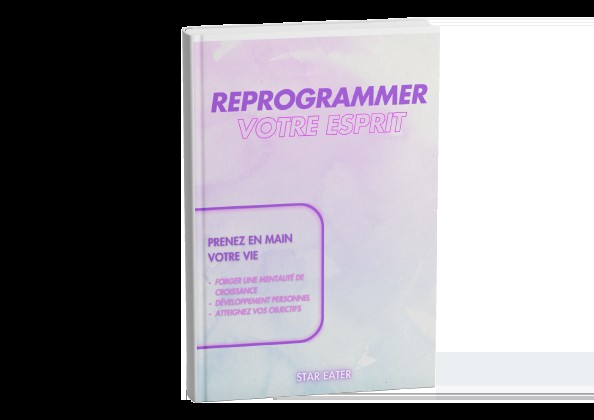 REPROGRAMMER
VOTRE ESPRIT
PRENEZ EN MAIN
VOTRE VIE
- FORGER UNE MENTALITÉ DE
CROISSANCE
- DÉVELOPPEMENT PERSONNEL
- ATTEIGNEZ VOS OBJECTIFS
STAR EATER